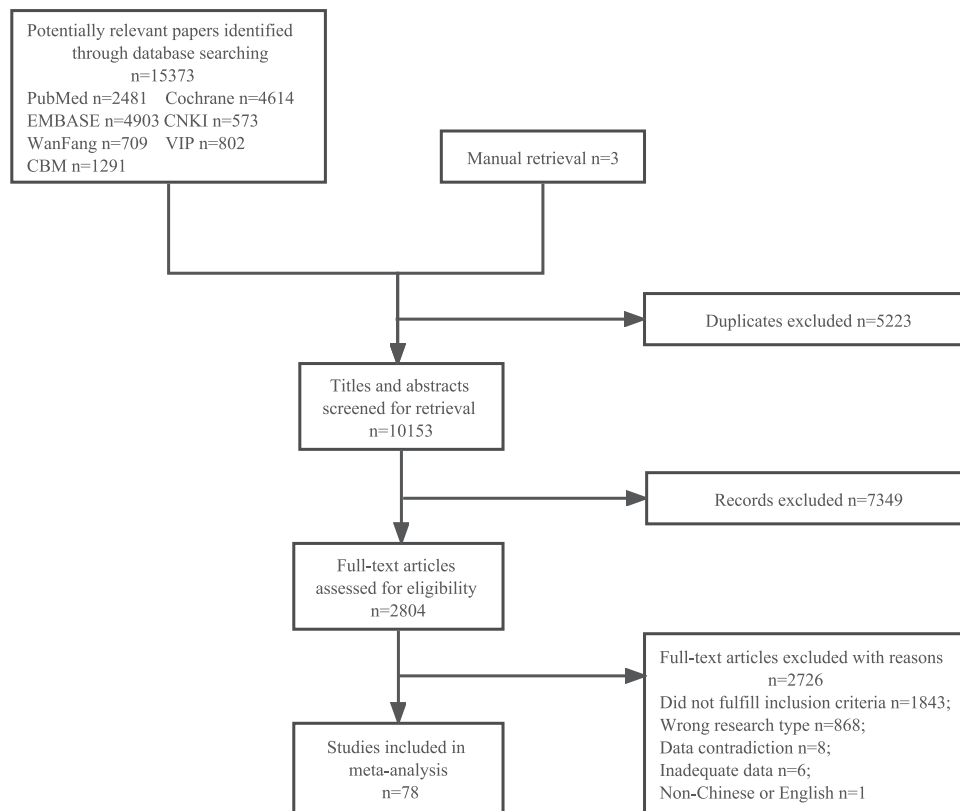 Potentially relevant papers identified
through database searching
n=15373
PubMed n=2481 Cochrane n=4614
EMBASE n=4903 CNKI n=573
WanFang n=709 VIP n=802
CBM n=1291
Manual retrieval n=3
Duplicates excluded n=5223
Titles and abstracts
screened for retrieval
n=10153
Records excluded n=7349
Full-text articles
assessed for eligibility
n=2804
Full-text articles excluded with reasons
n=2726
Did not fulfill inclusion criteria n=1843;
Wrong research type n=868;
Data contradiction n=8;
Inadequate data n=6;
Non-Chinese or English n=1
Studies included in
meta-analysis
n=78